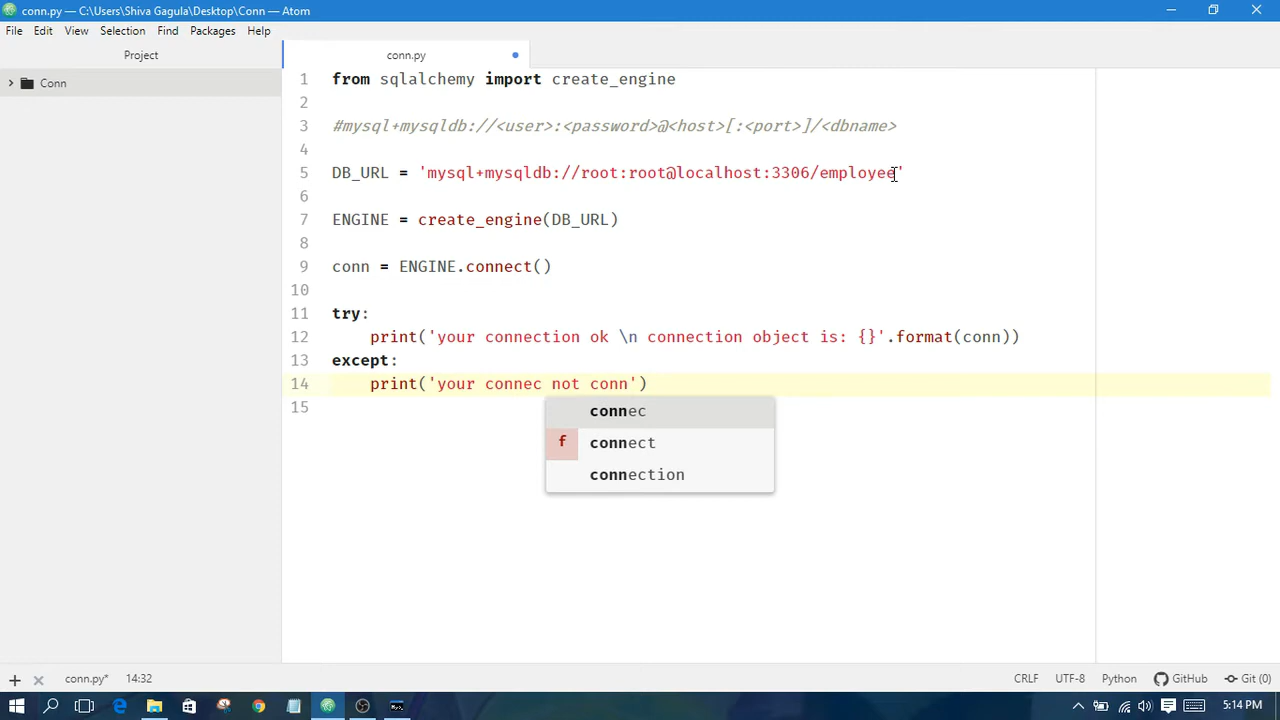 conn.py — C:\Users\Shiva Gagula\Desktop\Conn — Atom
File Edit View Selection Find Packages Help
Project
conn.py
Conn
1 from sqlalchemy import create_engine
2
3 #mysql+mysqldb://<user>:<password>@<host>[:<port>]/<dbname>
4
5 DB_URL = 'mysql+mysqldb://root:root@localhost:3306/employee'
6
7 ENGINE = create_engine(DB_URL)
8
9 conn = ENGINE.connect()
10
11 try:
12 print('your connection ok \n connection object is: {}'.format(conn))
13 except:
14 print('your connec not conn')
15
connec
f connect
connection
conn.py* 14:32 CRLF UTF-8 Python GitHub Git (0)
5:14 PM